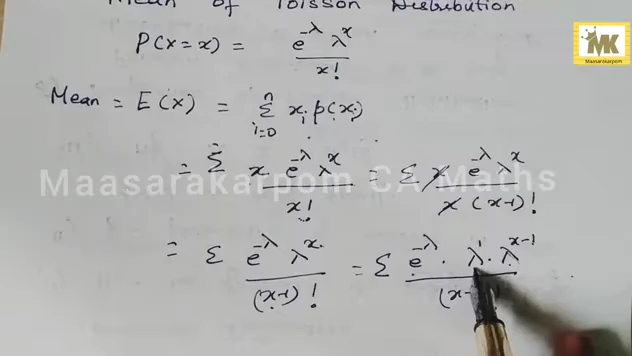 Mean of Poisson Distribution
P(X=x) = e^-λ λ^x / x!
MK
Maasarakarpom
Mean = E(X) = Σ_{i=0}^{n} x_i p(x_i)
= Σ x e^-λ λ^x / x! = Σ x e^-λ λ^x / x (x-1)!
Maasarakarpom CA Maths
= Σ e^-λ λ^x / (x-1)! = Σ e^-λ · λ^1 · λ^{x-1} / (x-